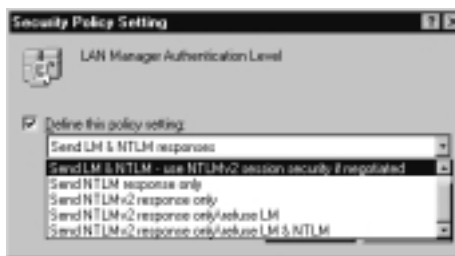 Security Policy Setting
LAN Manager Authentication Level
Define this policy setting:
Send LM & NTLM responses
Send LM & NTLM - use NTLMv2 session security if negotiated
Send NTLM response only
Send NTLMv2 response only
Send NTLMv2 response only\refuse LM
Send NTLMv2 response only\refuse LM & NTLM